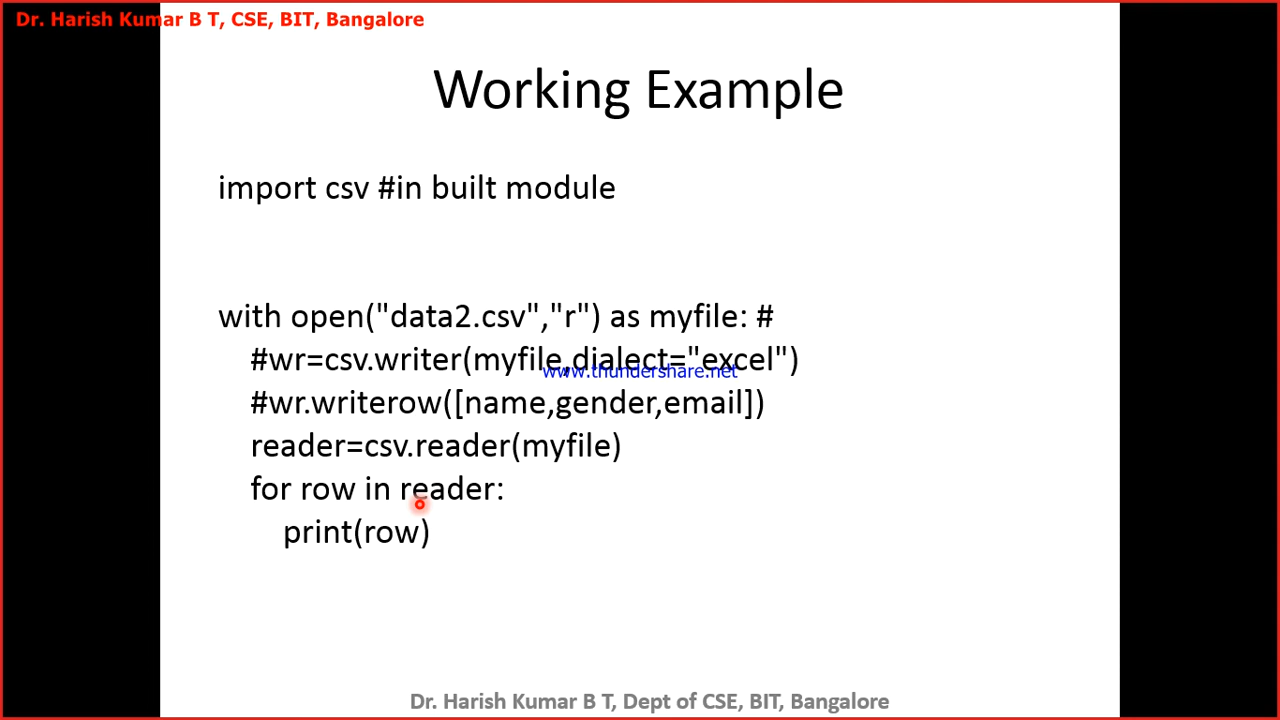 Dr. Harish Kumar B T, CSE, BIT, Bangalore
Working Example
import csv #in built module
with open("data2.csv","r") as myfile: #
#wr=csv.writer(myfile,dialect="excel")
www.thundershare.net
#wr.writerow([name,gender,email])
reader=csv.reader(myfile)
for row in reader:
print(row)
Dr. Harish Kumar B T, Dept of CSE, BIT, Bangalore